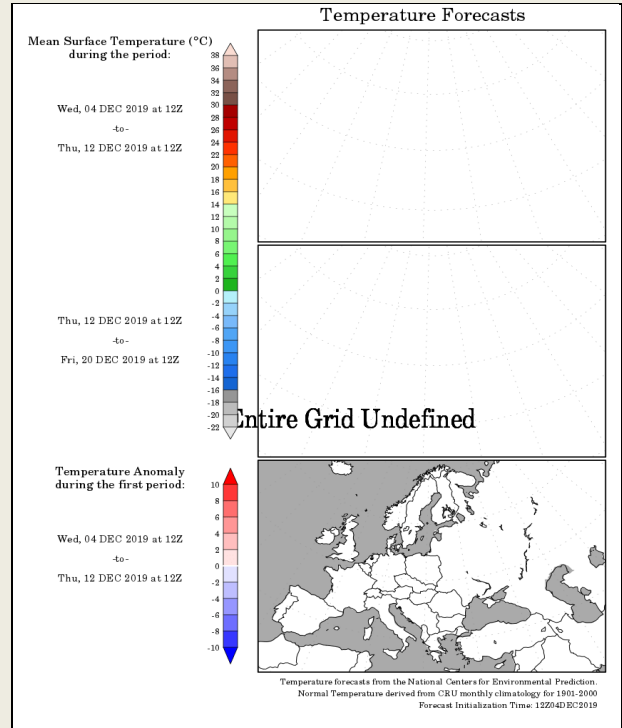 Temperature Forecasts
Mean Surface Temperature (°C)
during the period:
38
36
34
32
30
28
26
24
22
20
18
16
14
12
10
8
6
4
2
0
-2
-4
-6
-8
-10
-12
-14
-16
-18
-20
-22
Wed, 04 DEC 2019 at 12Z
-to-
Thu, 12 DEC 2019 at 12Z
Thu, 12 DEC 2019 at 12Z
-to-
Fri, 20 DEC 2019 at 12Z
Entire Grid Undefined
Temperature Anomaly
during the first period:
10
8
6
4
2
0
-2
-4
-6
-8
-10
Wed, 04 DEC 2019 at 12Z
-to-
Thu, 12 DEC 2019 at 12Z
Temperature forecasts from the National Centers for Environmental Prediction.
Normal Temperature derived from CRU monthly climatology for 1901-2000
Forecast Initialization Time: 12Z04DEC2019